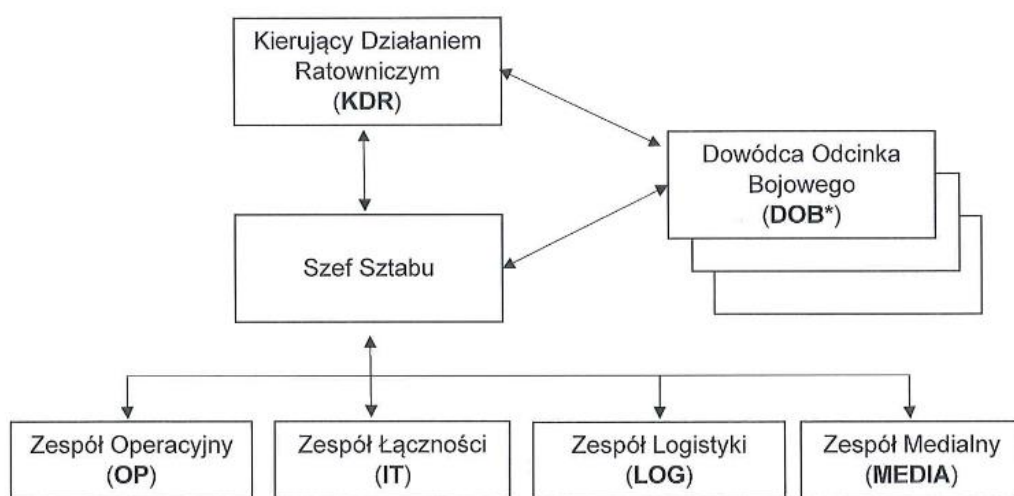 Kierujący Działaniem
Ratowniczym
(KDR)
Dowódca Odcinka
Bojowego
(DOB*)
Szef Sztabu
Zespół Operacyjny
(OP)
Zespół Łączności
(IT)
Zespół Logistyki
(LOG)
Zespół Medialny
(MEDIA)